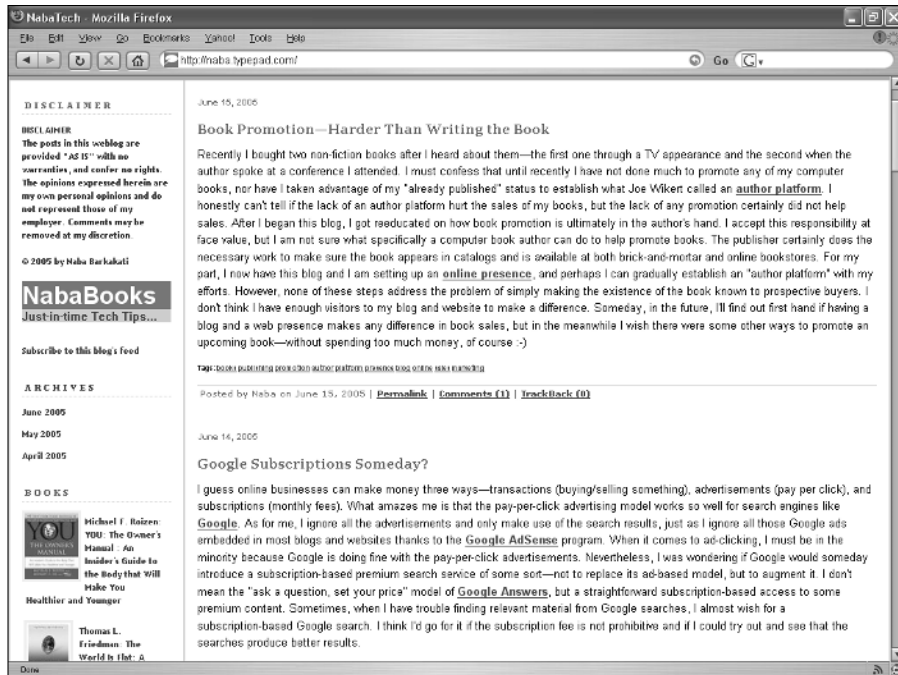 NabaTech - Mozilla Firefox
File Edit View Go Bookmarks Yahoo! Tools Help
http://naba.typepad.com/
Go
G
DISCLAIMER
DISCLAIMER
The posts in this weblog are
provided "AS IS" with no
warranties, and confer no rights.
The opinions expressed herein are
my own personal opinions and do
not represent those of my
employer. Comments may be
removed at my discretion.
© 2005 by Naba Barkakati
NabaBooks
Just-in-time Tech Tips...
Subscribe to this blog's feed
ARCHIVES
June 2005
May 2005
April 2005
BOOKS
YOU
THE OWNER'S
MANUAL
Michael F. Roizen:
YOU: The Owner's
Manual : An
Insider's Guide to
the Body that Will
Make You
Healthier and Younger
Thomas L.
Friedman: The
World Is Flat: A
June 15, 2005
Book Promotion—Harder Than Writing the Book
Recently I bought two non-fiction books after I heard about them—the first one through a TV appearance and the second when the
author spoke at a conference I attended. I must confess that until recently I have not done much to promote any of my computer
books, nor have I taken advantage of my "already published" status to establish what Joe Wikert called an author platform. I
honestly can't tell if the lack of an author platform hurt the sales of my books, but the lack of any promotion certainly did not help
sales. After I began this blog, I got reeducated on how book promotion is ultimately in the author's hand. I accept this responsibility at
face value, but I am not sure what specifically a computer book author can do to help promote books. The publisher certainly does the
necessary work to make sure the book appears in catalogs and is available at both brick-and-mortar and online bookstores. For my
part, I now have this blog and I am setting up an online presence, and perhaps I can gradually establish an "author platform" with my
efforts. However, none of these steps address the problem of simply making the existence of the book known to prospective buyers. I
don't think I have enough visitors to my blog and website to make a difference. Someday, in the future, I'll find out first hand if having a
blog and a web presence makes any difference in book sales, but in the meanwhile I wish there were some other ways to promote an
upcoming book—without spending too much money, of course :-)
Tags: books publishing promotion author platform presence blog online sales marketing
Posted by Naba on June 15, 2005 | Permalink | Comments (1) | TrackBack (0)
June 14, 2005
Google Subscriptions Someday?
I guess online businesses can make money three ways—transactions (buying/selling something), advertisements (pay per click), and
subscriptions (monthly fees). What amazes me is that the pay-per-click advertising model works so well for search engines like
Google. As for me, I ignore all the advertisements and only make use of the search results, just as I ignore all those Google ads
embedded in most blogs and websites thanks to the Google AdSense program. When it comes to ad-clicking, I must be in the
minority because Google is doing fine with the pay-per-click advertisements. Nevertheless, I was wondering if Google would someday
introduce a subscription-based premium search service of some sort—not to replace its ad-based model, but to augment it. I don't
mean the "ask a question, set your price" model of Google Answers, but a straightforward subscription-based access to some
premium content. Sometimes, when I have trouble finding relevant material from Google searches, I almost wish for a
subscription-based Google search. I think I'd go for it if the subscription fee is not prohibitive and if I could try out and see that the
searches produce better results.
Done